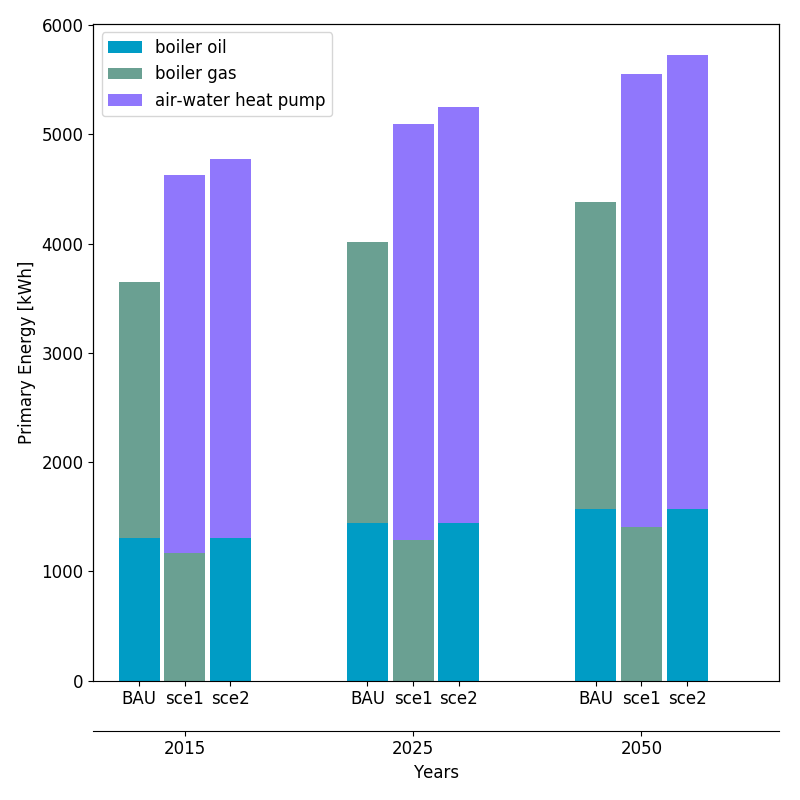 6000
boiler oil
boiler gas
air-water heat pump
5000
4000
3000
2000
1000
0
Primary Energy [kWh]
BAU sce1 sce2 BAU sce1 sce2 BAU sce1 sce2
2015 2025 2050
Years